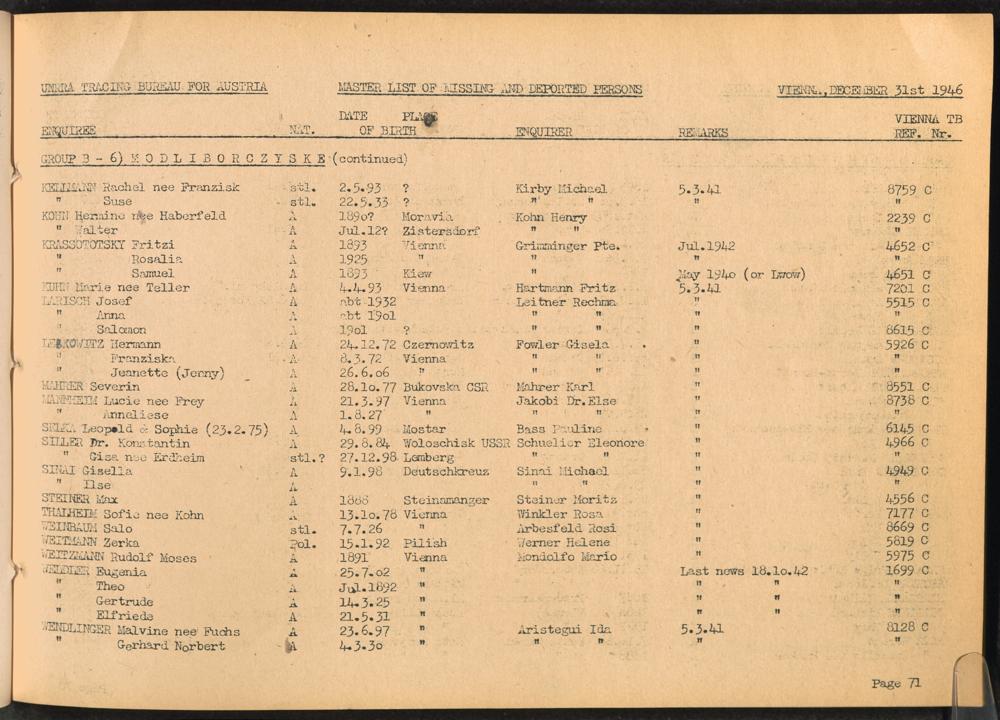 UNRRA TRACING BUREAU FOR AUSTRIA MASTER LIST OF MISSING AND DEPORTED PERSONS VIENNA, DECEMBER 31st 1946
DATE PLACE VIENNA TB
ENQUIREE NAT. OF BIRTH ENQUIRER REMARKS REF. Nr.
GROUP B - 6) M O D L I B O R C Z Y S K E (continued)
KELLMANN Rachel nee Franzisk stl. 2.5.93 ? Kirby Michael 5.3.41 8759 C
" Suse stl. 22.5.33 ? " " " "
KOHN Hermine nee Haberfeld A 1890? Moravia Kohn Henry 2239 C
" Walter A Jul.12? Zistersdorf " " "
KRASSOTOTSKY Fritzi A 1893 Vienna Grimminger Pte. Jul.1942 4652 C
" Rosalia A 1925 " " " "
" Samuel A 1893 Kiew " May 1940 (or Lwow) 4651 C
KUHN Marie nee Teller A 4.4.93 Vienna Hartmann Fritz 5.3.41 7201 C
LARISCH Josef A abt 1932 Leitner Rechma " 5515 C
" Anna A abt 19o1 " " " "
" Salomon A 19o1 ? " " " 8615 C
LEBKOWITZ Hermann A 24.12.72 Czernowitz Fowler Gisela " 5926 C
" Franziska A 8.3.72 Vienna " " " "
" Jeanette (Jenny) A 26.6.o6 " " " " "
MAHRER Severin A 28.1o.77 Bukovska CSR Mahrer Karl " 8551 C
MANNHEIM Lucie nee Frey A 21.3.97 Vienna Jakobi Dr.Else " 8738 C
" Anneliese A 1.8.27 " " " " "
SELKA Leopold & Sophie (23.2.75) A 4.8.99 Mostar Bass Pauline " 6145 C
SILLER Dr. Konstantin A 29.8.84 Woloschisk USSR Schuelier Eleonore " 4966 C
" Gisa nee Erdheim stl.? 27.12.98 Lemberg " " " "
SINAI Gisella A 9.1.98 Deutschkreuz Sinai Michael " 4949 C
" Ilse A " " " "
STEINER Max A 1888 Steinamanger Steiner Moritz " 4556 C
THALHEIM Sofie nee Kohn A 13.1o.78 Vienna Winkler Rosa " 7177 C
WEINBAUM Salo stl. 7.7.26 " Arbesfeld Rosi " 8669 C
WEITMANN Zerka Pol. 15.1.92 Pilish Werner Helene " 5819 C
WEITZMANN Rudolf Moses A 1891 Vienna Mondolfo Mario " 5975 C
WELDLER Eugenia A 25.7.o2 " Last news 18.1o.42 1699 C
" Theo A Jul.1892 " " " "
" Gertrude A 14.3.25 " " " "
" Elfriede A 21.5.31 " " " "
WENDLINGER Malvine nee Fuchs A 23.6.97 " Aristegui Ida 5.3.41 8128 C
" Gerhard Norbert A 4.3.3o " " " " "
Page 71